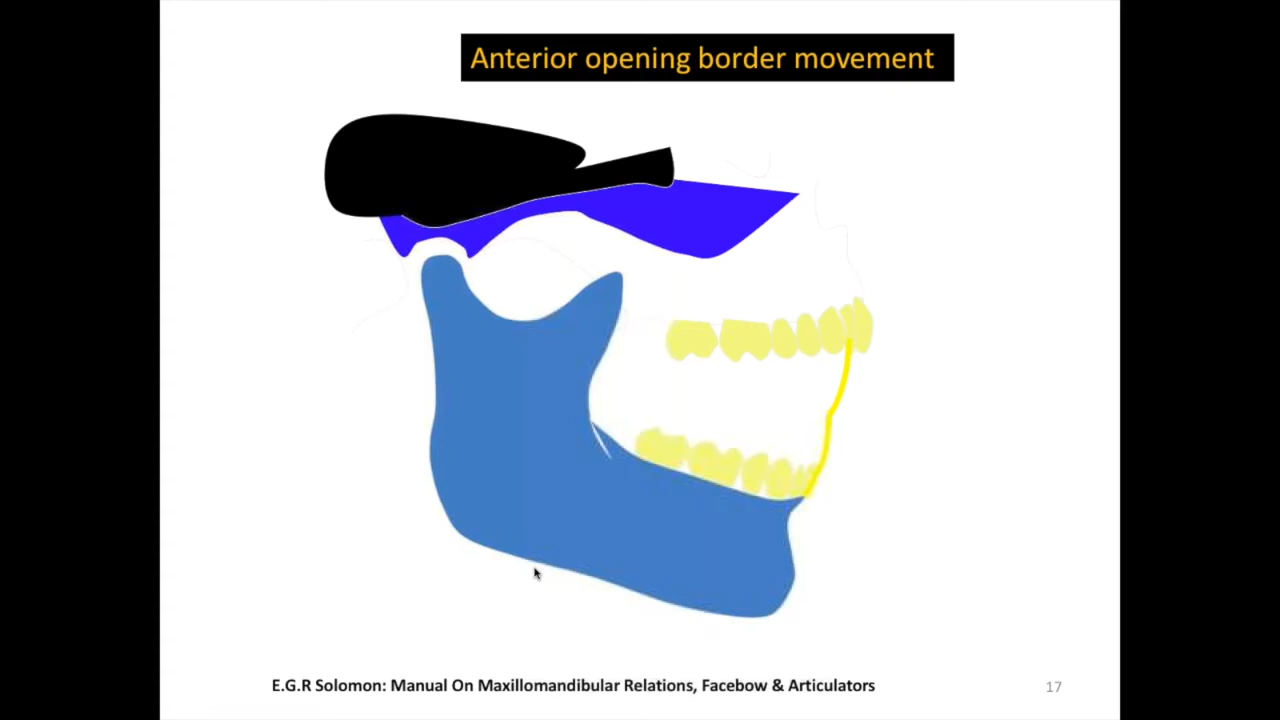 Anterior opening border movement
E.G.R Solomon: Manual On Maxillomandibular Relations, Facebow & Articulators
17